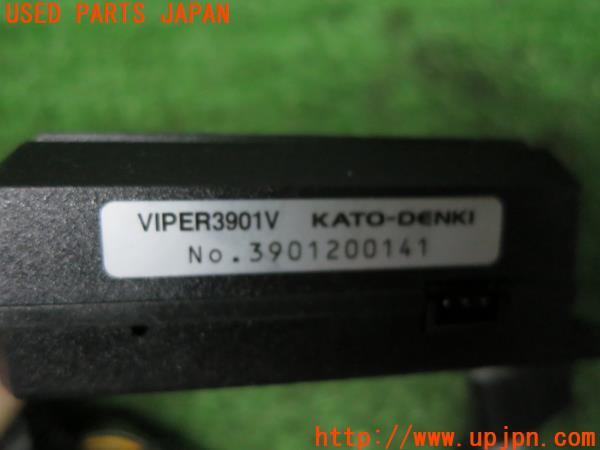 USED PARTS JAPAN
VIPER3901V KATO-DENKI
No.3901200141
http://www.upjpn.com